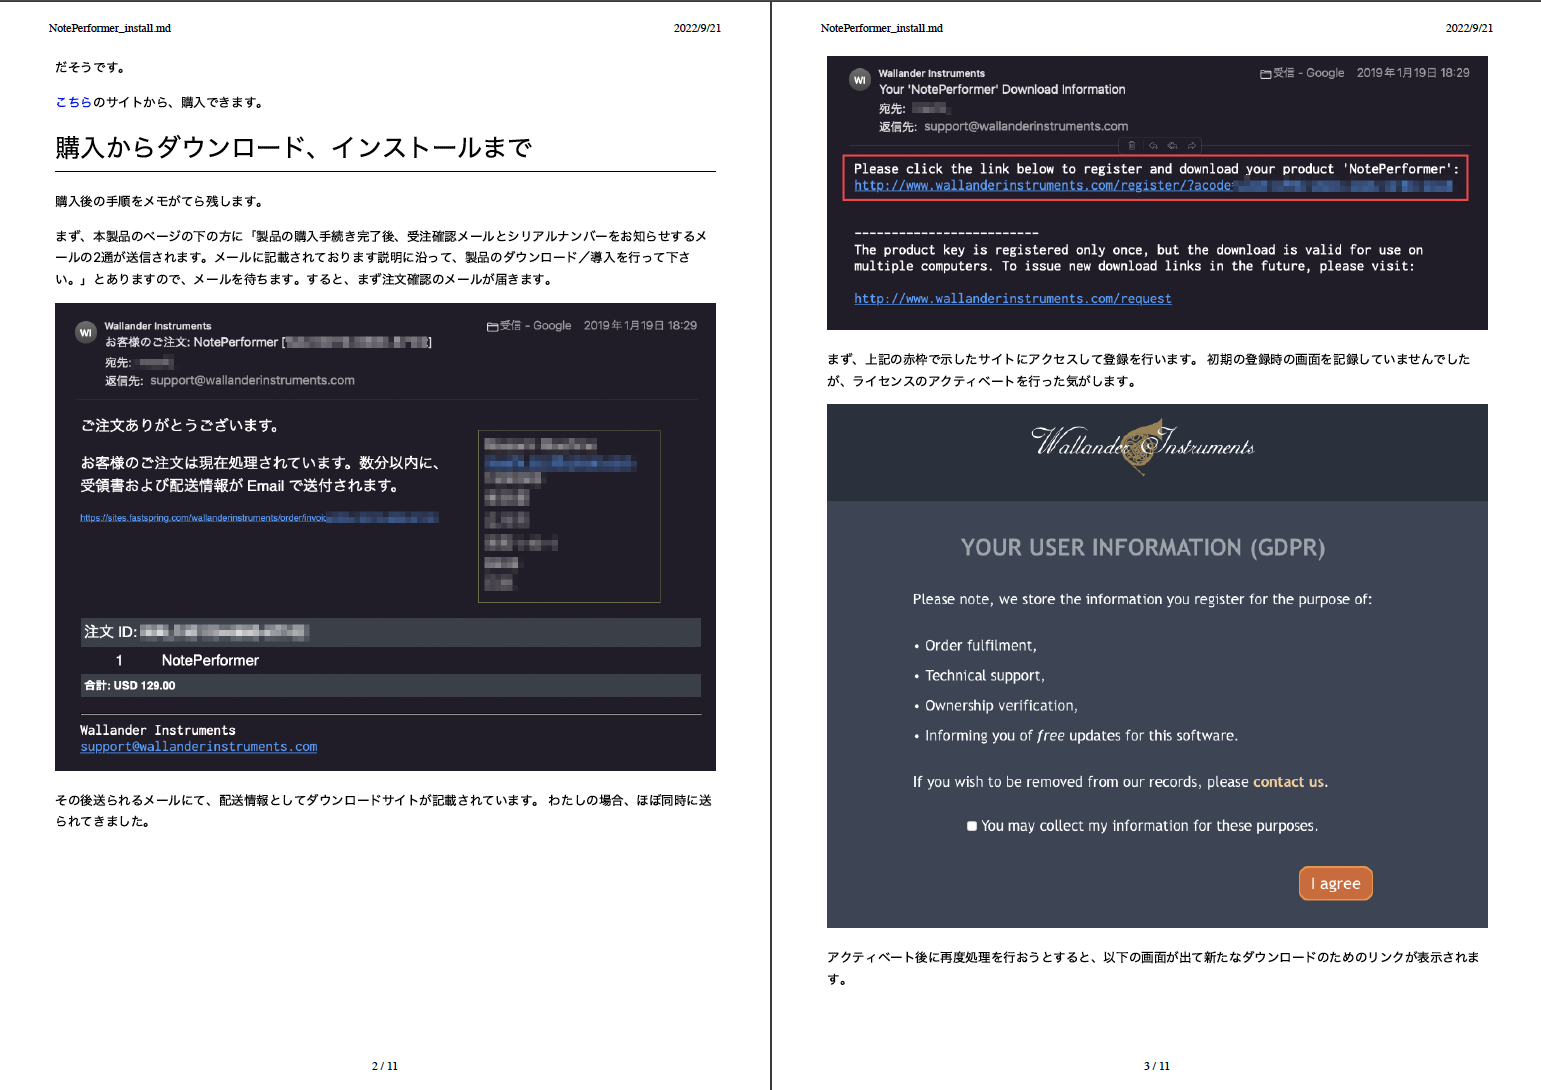 NotePerformer_install.md
2022/9/21
だそうです。
こちらのサイトから、購入できます。
購入からダウンロード、インストールまで
購入後の手順をメモがてら残します。
まず、本製品のページの下の方に「製品の購入手続き完了後、受注確認メールとシリアルナンバーをお知らせするメ
ールの2通が送信されます。メールに記載されております説明に沿って、製品のダウンロード／導入を行って下さ
い。」とありますので、メールを待ちます。すると、まず注文確認のメールが届きます。
WI
Wallander Instruments
受信 - Google 2019年1月19日 18:29
お客様のご注文: NotePerformer [ ]
宛先:
返信先: support@wallanderinstruments.com
ご注文ありがとうございます。
お客様のご注文は現在処理されています。数分以内に、
受領書および配送情報が Email で送付されます。
https://sites.fastspring.com/wallanderinstruments/order/invoic
注文 ID:
1 NotePerformer
合計: USD 129.00
Wallander Instruments
support@wallanderinstruments.com
その後送られるメールにて、配送情報としてダウンロードサイトが記載されています。 わたしの場合、ほぼ同時に送
られてきました。
2 / 11
NotePerformer_install.md
2022/9/21
WI
Wallander Instruments
受信 - Google 2019年1月19日 18:29
Your 'NotePerformer' Download Information
宛先:
返信先: support@wallanderinstruments.com
Please click the link below to register and download your product 'NotePerformer':
http://www.wallanderinstruments.com/register/?acode
-------------------------
The product key is registered only once, but the download is valid for use on
multiple computers. To issue new download links in the future, please visit:
http://www.wallanderinstruments.com/request
まず、上記の赤枠で示したサイトにアクセスして登録を行います。 初期の登録時の画面を記録していませんでした
が、ライセンスのアクティベートを行った気がします。
Wallander Instruments
YOUR USER INFORMATION (GDPR)
Please note, we store the information you register for the purpose of:
• Order fulfilment,
• Technical support,
• Ownership verification,
• Informing you of free updates for this software.
If you wish to be removed from our records, please contact us.
You may collect my information for these purposes.
I agree
アクティベート後に再度処理を行おうとすると、以下の画面が出て新たなダウンロードのためのリンクが表示されま
す。
3 / 11